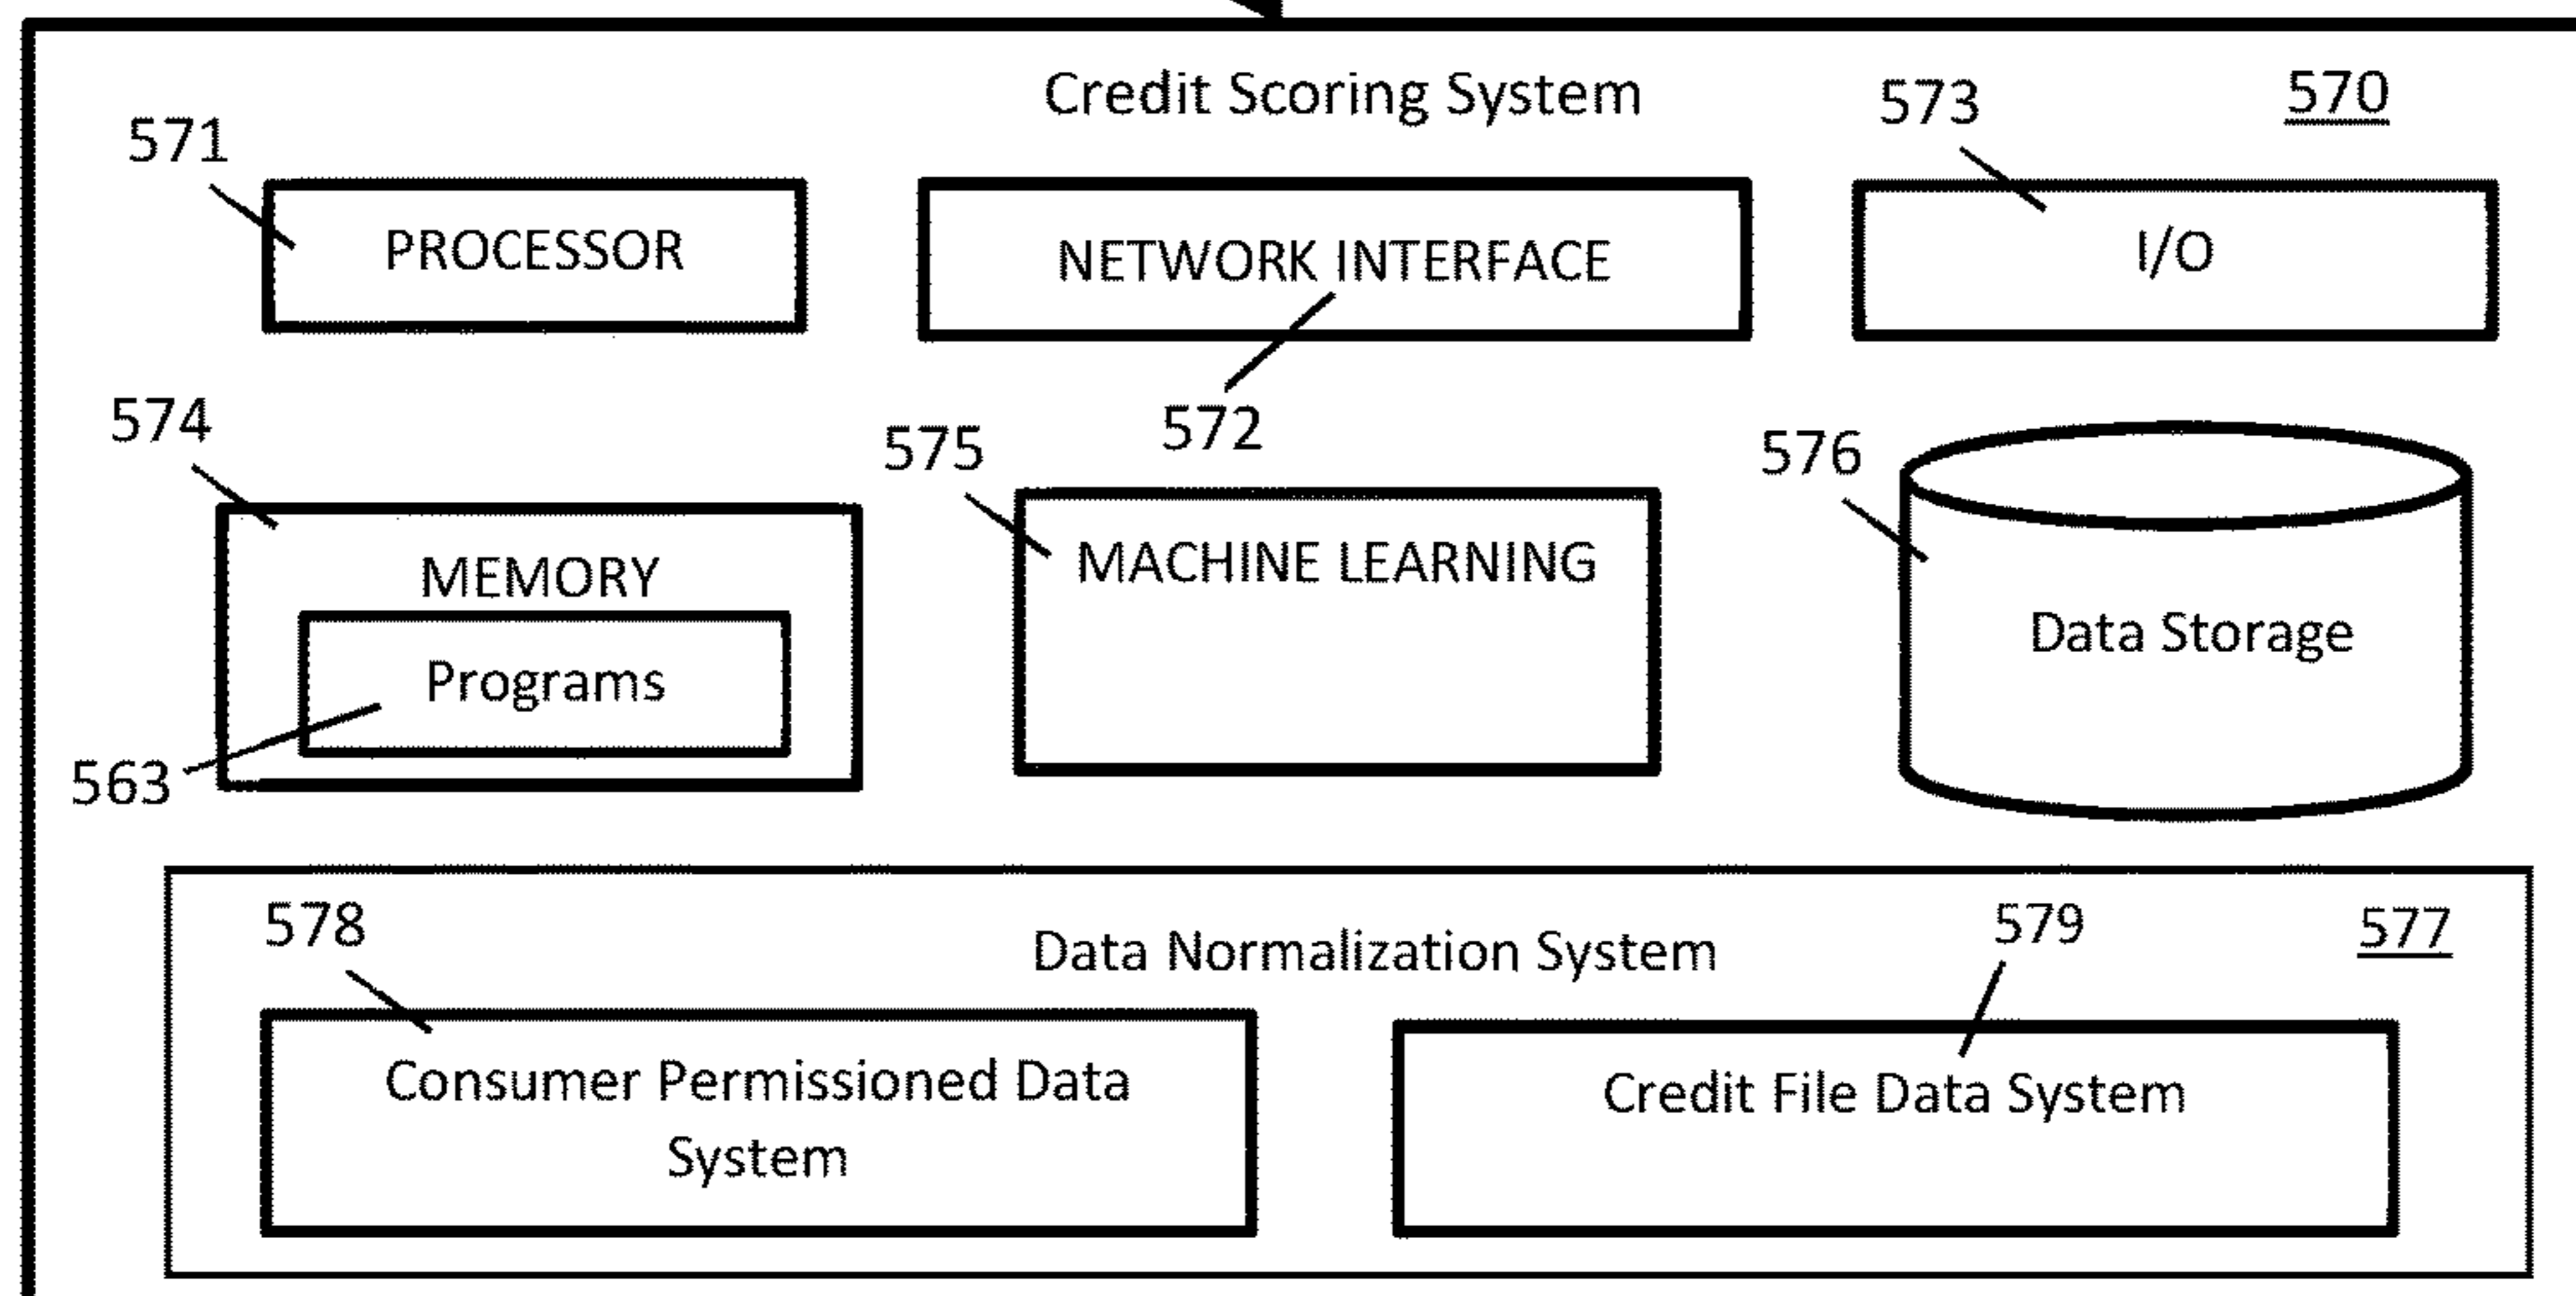 Credit Scoring System
570
571
573
PROCESSOR
NETWORK INTERFACE
I/O
574
575
572
576
MEMORY
MACHINE LEARNING
Programs
Data Storage
563
578
Data Normalization System
579
577
Consumer Permissioned Data
System
Credit File Data System